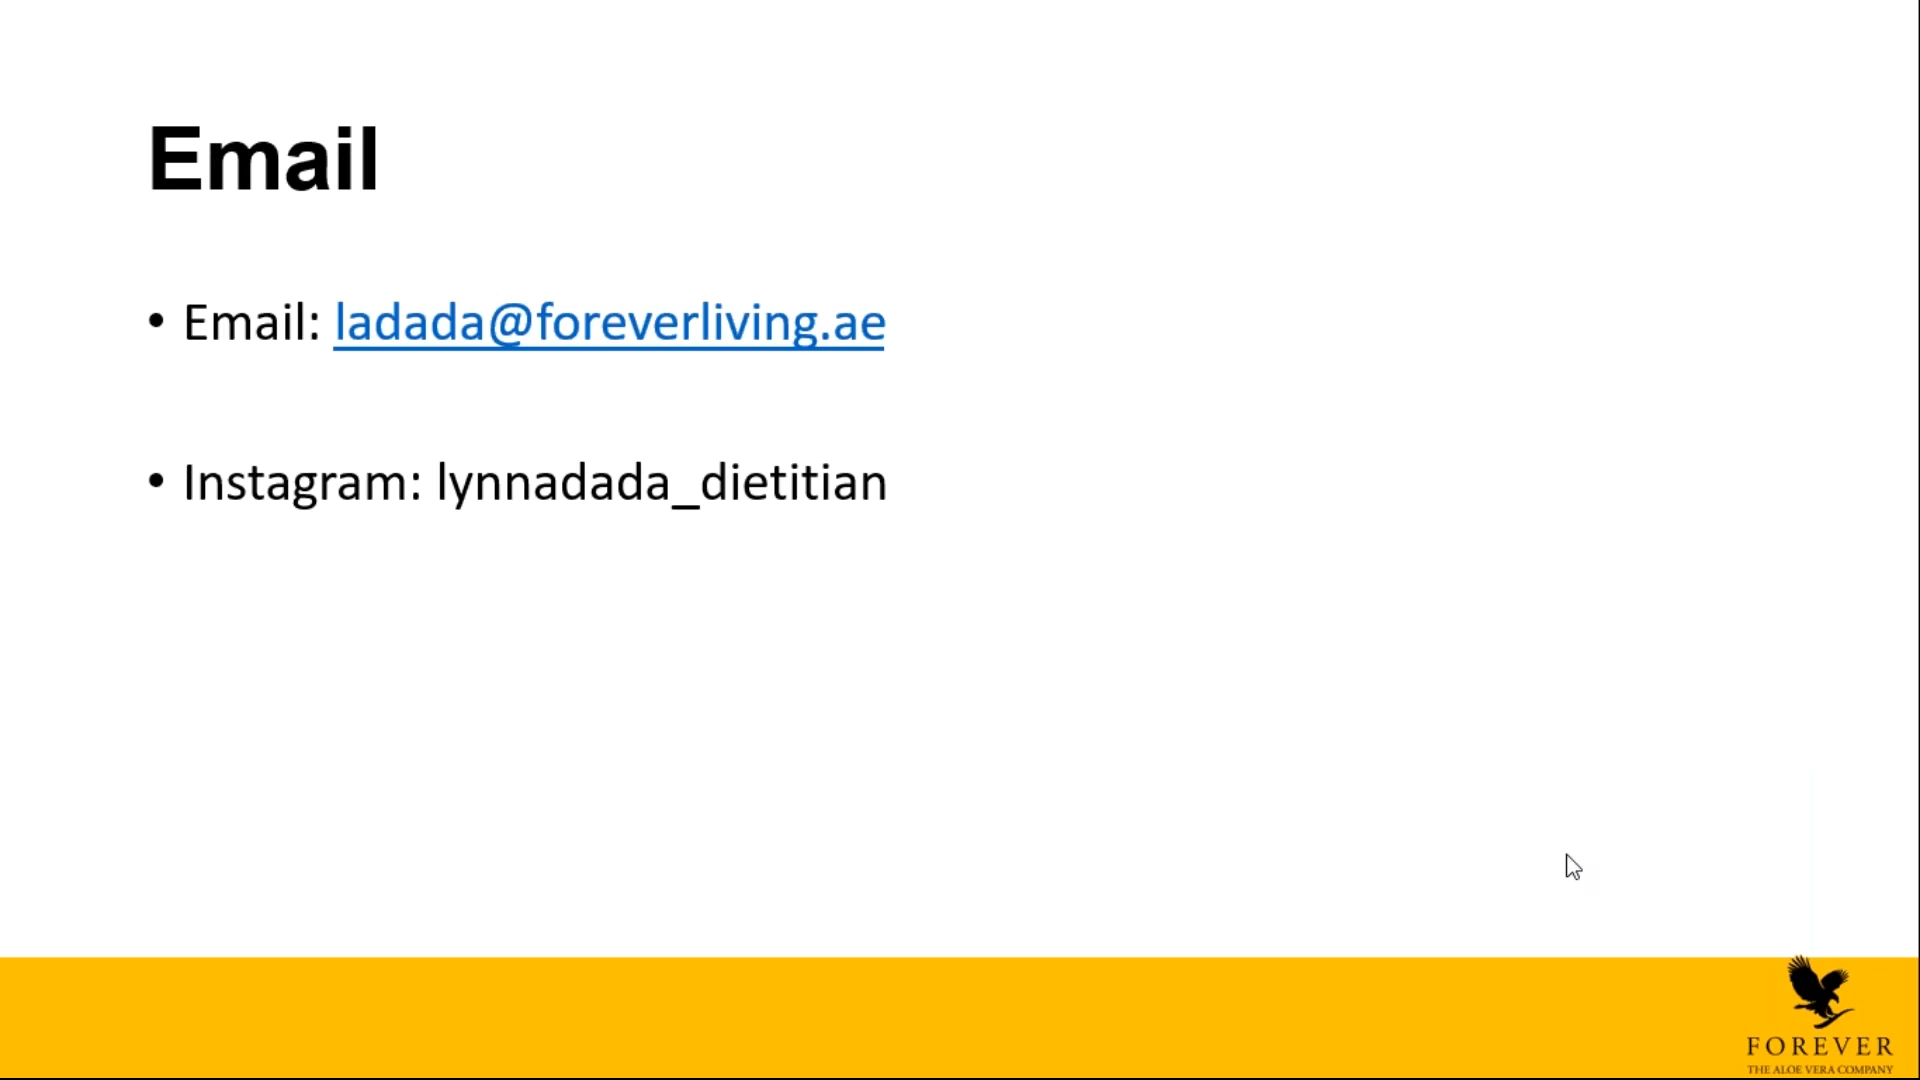 Email
• Email: ladada@foreverliving.ae
• Instagram: lynnadada_dietitian
FOREVER
THE ALOE VERA COMPANY